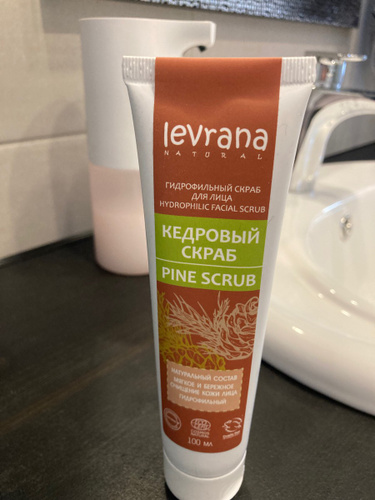 levrana
NATURAL
ГИДРОФИЛЬНЫЙ СКРАБ
ДЛЯ ЛИЦА
HYDROPHILIC FACIAL SCRUB
КЕДРОВЫЙ
СКРАБ
PINE SCRUB
НАТУРАЛЬНЫЙ СОСТАВ
МЯГКОЕ И БЕРЕЖНОЕ
ОЧИЩЕНИЕ КОЖИ ЛИЦА
ГИДРОФИЛЬНЫЙ
100 МЛ